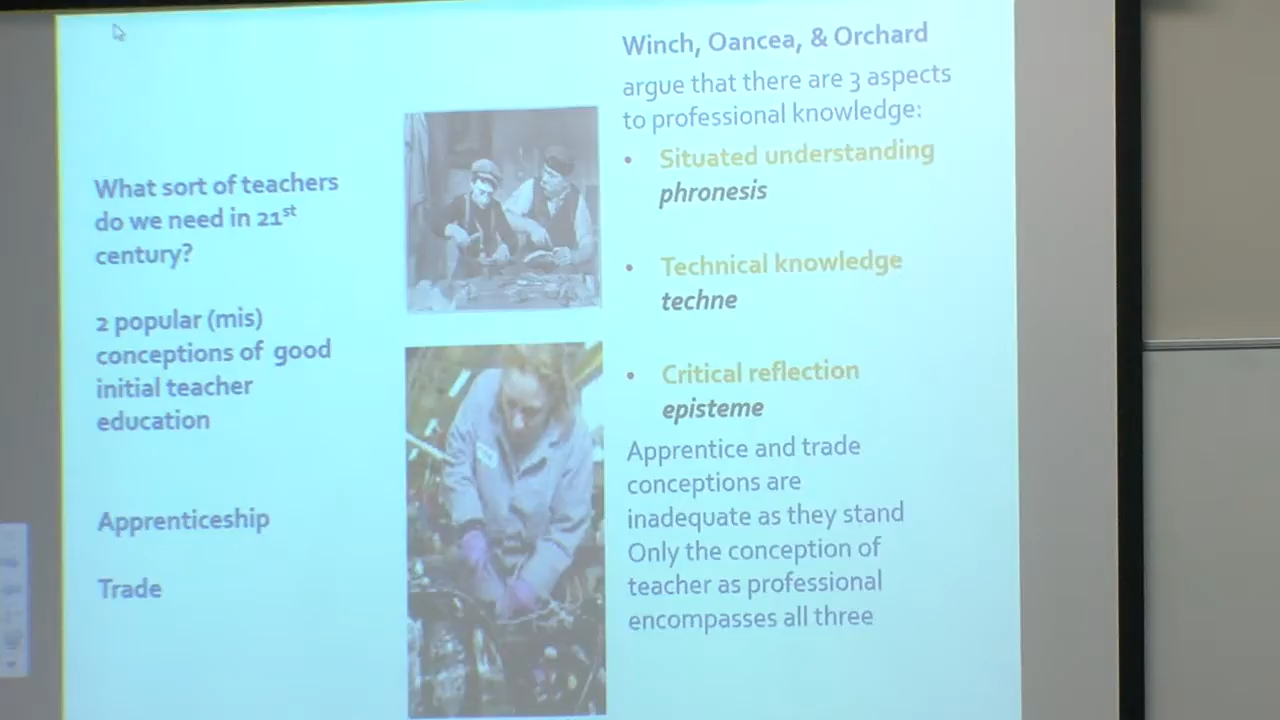 What sort of teachers
do we need in 21st
century?
2 popular (mis)
conceptions of good
initial teacher
education
Apprenticeship
Trade
Winch, Oancea, & Orchard
argue that there are 3 aspects
to professional knowledge:
• Situated understanding
phronesis
• Technical knowledge
techne
• Critical reflection
episteme
Apprentice and trade
conceptions are
inadequate as they stand
Only the conception of
teacher as professional
encompasses all three